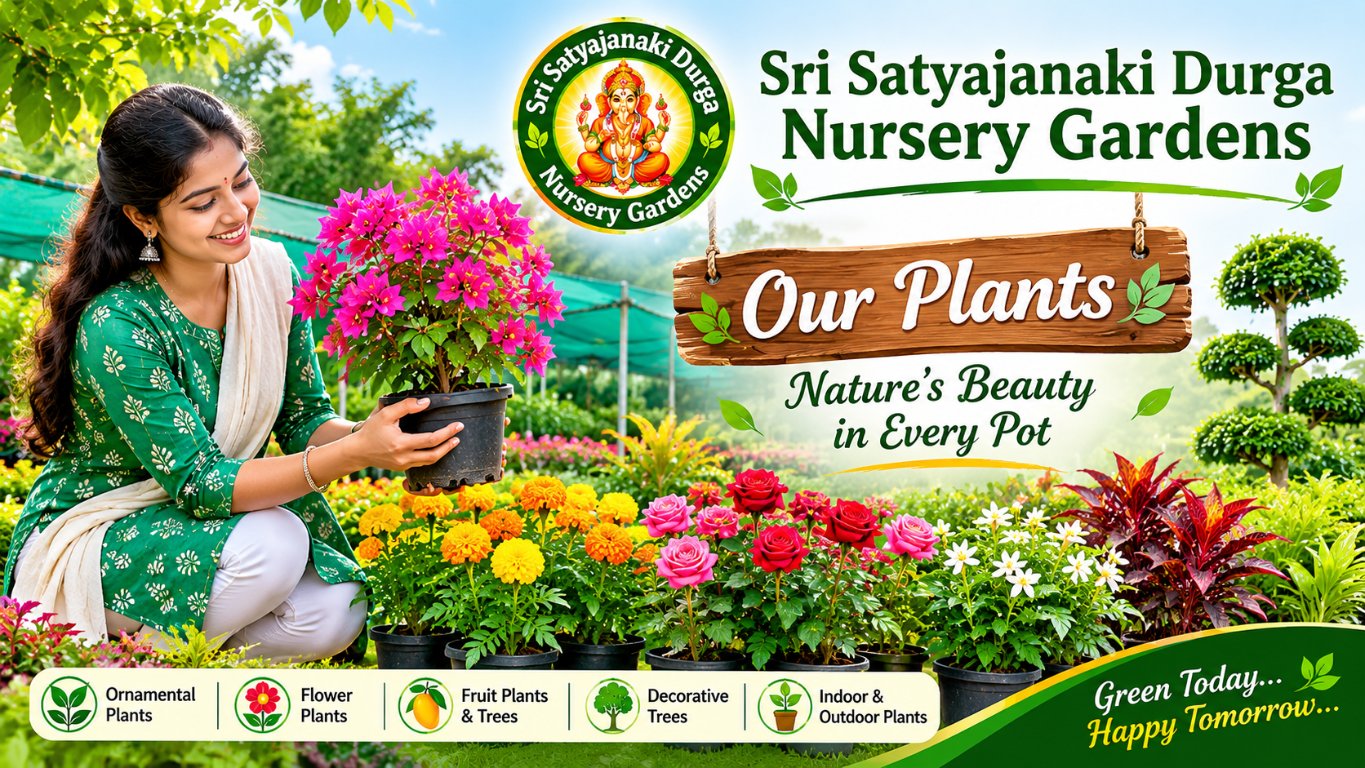 Sri Satyajanaki Durga
Nursery Gardens
Sri Satyajanaki Durga
Nursery Gardens
Our Plants
Nature's Beauty
in Every Pot
Ornamental
Plants
Flower
Plants
Fruit Plants
& Trees
Decorative
Trees
Indoor &
Outdoor Plants
Green Today...
Happy Tomorrow...